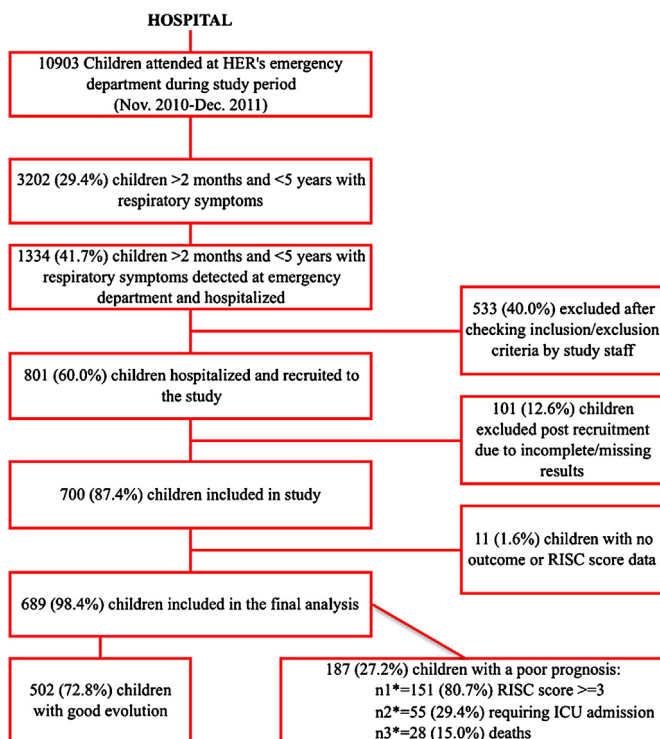 HOSPITAL
10903 Children attended at HER's emergency
department during study period
(Nov. 2010-Dec. 2011)
3202 (29.4%) children >2 months and <5 years with
respiratory symptoms
1334 (41.7%) children >2 months and <5 years with
respiratory symptoms detected at emergency
department and hospitalized
533 (40.0%) excluded after
checking inclusion/exclusion
criteria by study staff
801 (60.0%) children hospitalized and recruited to
the study
101 (12.6%) children
excluded post recruitment
due to incomplete/missing
results
700 (87.4%) children included in study
11 (1.6%) children with no
outcome or RISC score data
689 (98.4%) children included in the final analysis
502 (72.8%) children
with good evolution
187 (27.2%) children with a poor prognosis:
n1*=151 (80.7%) RISC score >=3
n2*=55 (29.4%) requiring ICU admission
n3*=28 (15.0%) deaths